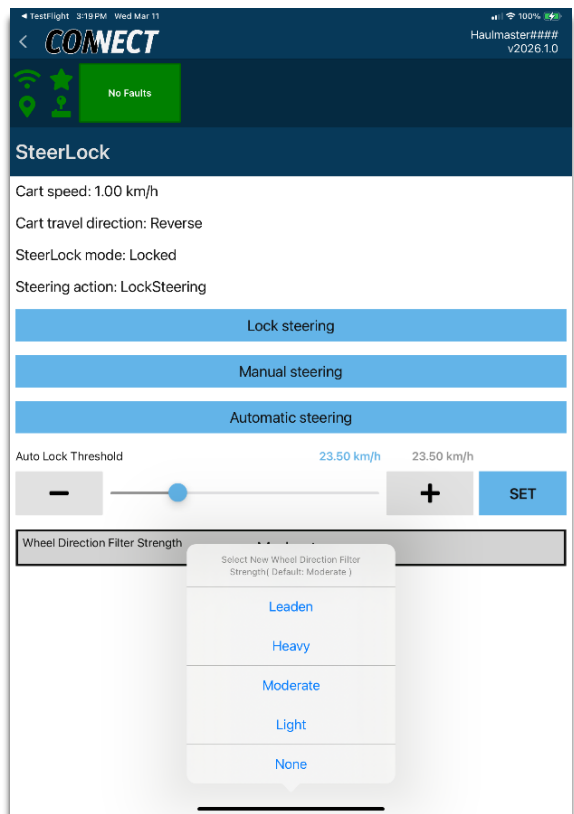 ◀ TestFlight 3:19 PM Wed Mar 11
100%
CONNECT
Haulmaster####
v2026.1.0
No Faults
SteerLock
Cart speed: 1.00 km/h
Cart travel direction: Reverse
SteerLock mode: Locked
Steering action: LockSteering
Lock steering
Manual steering
Automatic steering
Auto Lock Threshold 23.50 km/h 23.50 km/h
SET
Wheel Direction Filter Strength
Select New Wheel Direction Filter
Strength( Default: Moderate )
Leaden
Heavy
Moderate
Light
None